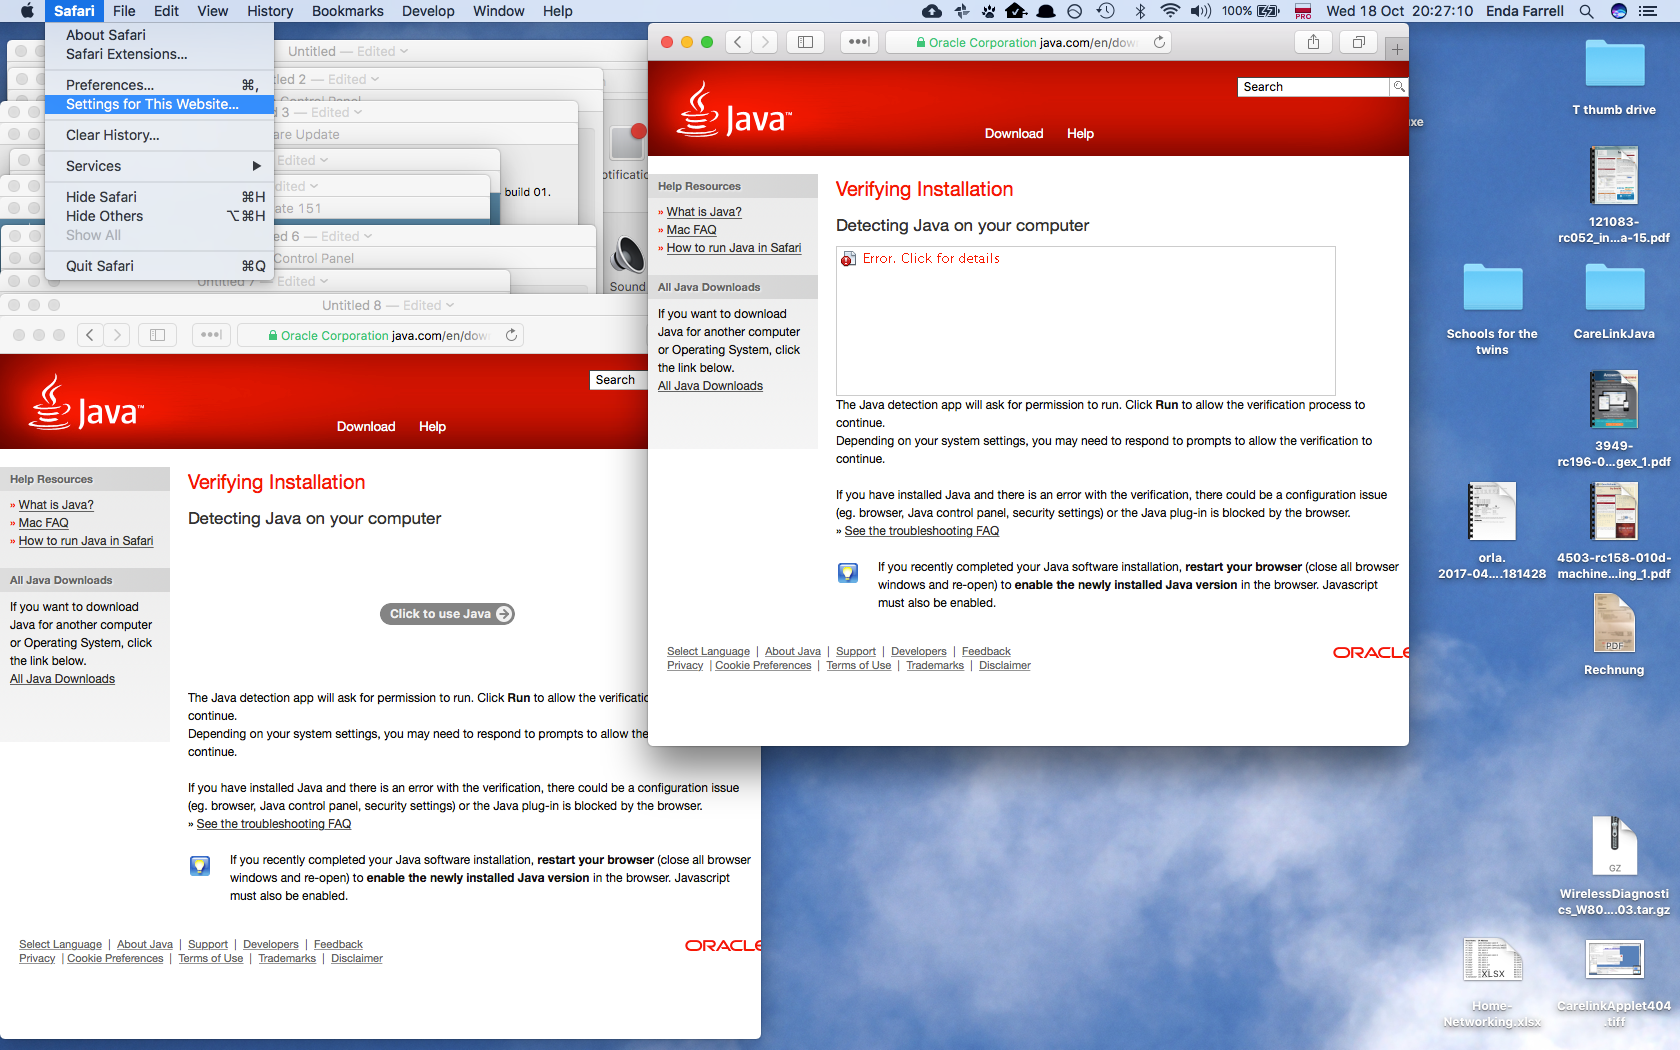 Safari File Edit View History Bookmarks Develop Window Help
100% PRO Wed 18 Oct 20:27:10 Enda Farrell
About Safari
Safari Extensions...
Preferences... ⌘,
Settings for This Website...
Clear History...
Services ▶
Hide Safari ⌘H
Hide Others ⌥⌘H
Show All
Quit Safari ⌘Q
Untitled — Edited
tled 2 — Edited
Control Panel
d 3 — Edited
are Update
Edited
build 01.
dited
ate 151
d 6 — Edited
Control Panel
Untitled 7 — Edited
otificatio
Sound
Untitled 8 — Edited
Oracle Corporation java.com/en/dow
Java™
Search
Download Help
Help Resources
» What is Java?
» Mac FAQ
» How to run Java in Safari
All Java Downloads
If you want to download
Java for another computer
or Operating System, click
the link below.
All Java Downloads
Verifying Installation
Detecting Java on your computer
Click to use Java
The Java detection app will ask for permission to run. Click Run to allow the verificatio
continue.
Depending on your system settings, you may need to respond to prompts to allow the
continue.
If you have installed Java and there is an error with the verification, there could be a configuration issue
(eg. browser, Java control panel, security settings) or the Java plug-in is blocked by the browser.
» See the troubleshooting FAQ
If you recently completed your Java software installation, restart your browser (close all browser
windows and re-open) to enable the newly installed Java version in the browser. Javascript
must also be enabled.
Select Language | About Java | Support | Developers | Feedback
Privacy | Cookie Preferences | Terms of Use | Trademarks | Disclaimer
ORACLE
Oracle Corporation java.com/en/dow
Java™
Search
Download Help
Help Resources
» What is Java?
» Mac FAQ
» How to run Java in Safari
All Java Downloads
If you want to download
Java for another computer
or Operating System, click
the link below.
All Java Downloads
Verifying Installation
Detecting Java on your computer
Error. Click for details
The Java detection app will ask for permission to run. Click Run to allow the verification process to
continue.
Depending on your system settings, you may need to respond to prompts to allow the verification to
continue.
If you have installed Java and there is an error with the verification, there could be a configuration issue
(eg. browser, Java control panel, security settings) or the Java plug-in is blocked by the browser.
» See the troubleshooting FAQ
If you recently completed your Java software installation, restart your browser (close all browser
windows and re-open) to enable the newly installed Java version in the browser. Javascript
must also be enabled.
Select Language | About Java | Support | Developers | Feedback
Privacy | Cookie Preferences | Terms of Use | Trademarks | Disclaimer
ORACLE
ixe
T thumb drive
121083-
rc052_in...a-15.pdf
Schools for the
twins
CareLinkJava
3949-
rc196-0...gex_1.pdf
orla.
2017-04....181428
4503-rc158-010d-
machine...ing_1.pdf
PDF
Rechnung
GZ
WirelessDiagnosti
cs_W80....03.tar.gz
XLSX
Home-
Networking.xlsx
CarelinkApplet404
.tiff